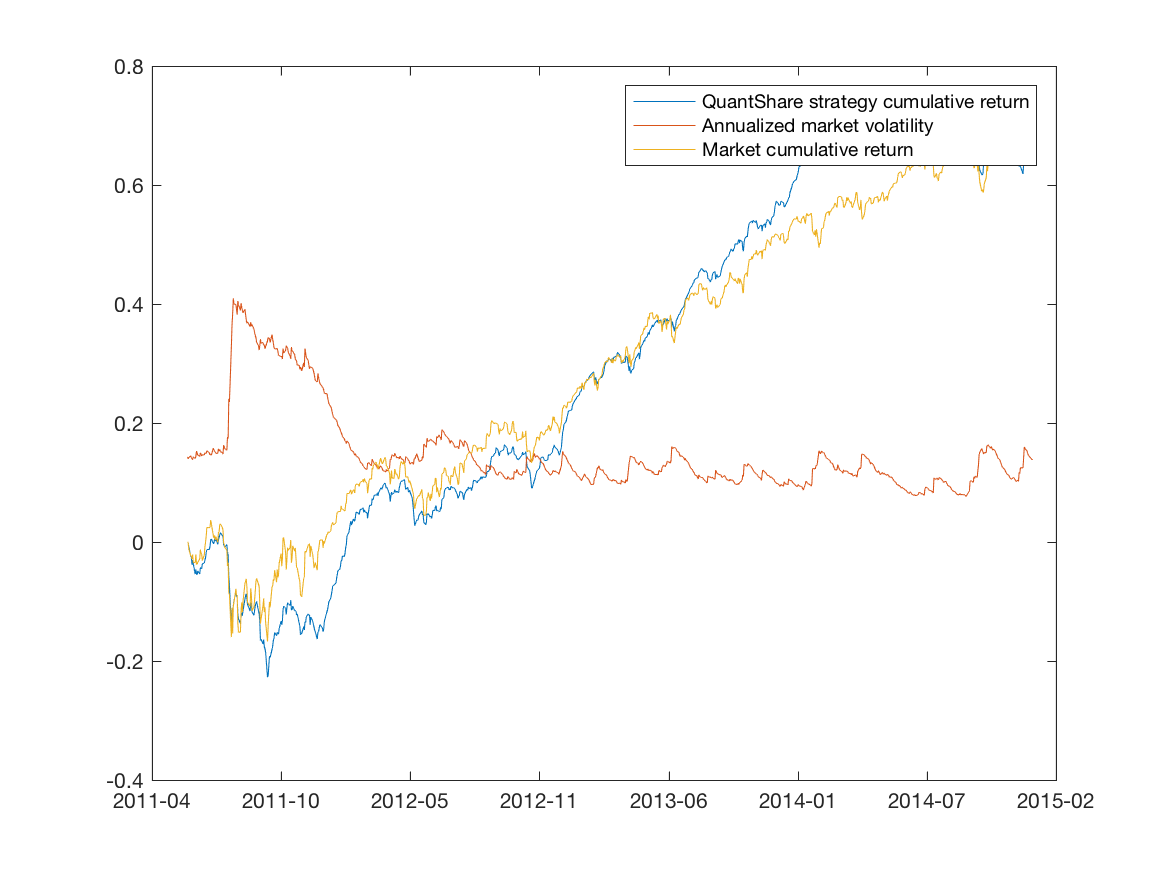 0.8
0.6
0.4
0.2
0
-0.2
-0.4
2011-04 2011-10 2012-05 2012-11 2013-06 2014-01 2014-07 2015-02
QuantShare strategy cumulative return
Annualized market volatility
Market cumulative return